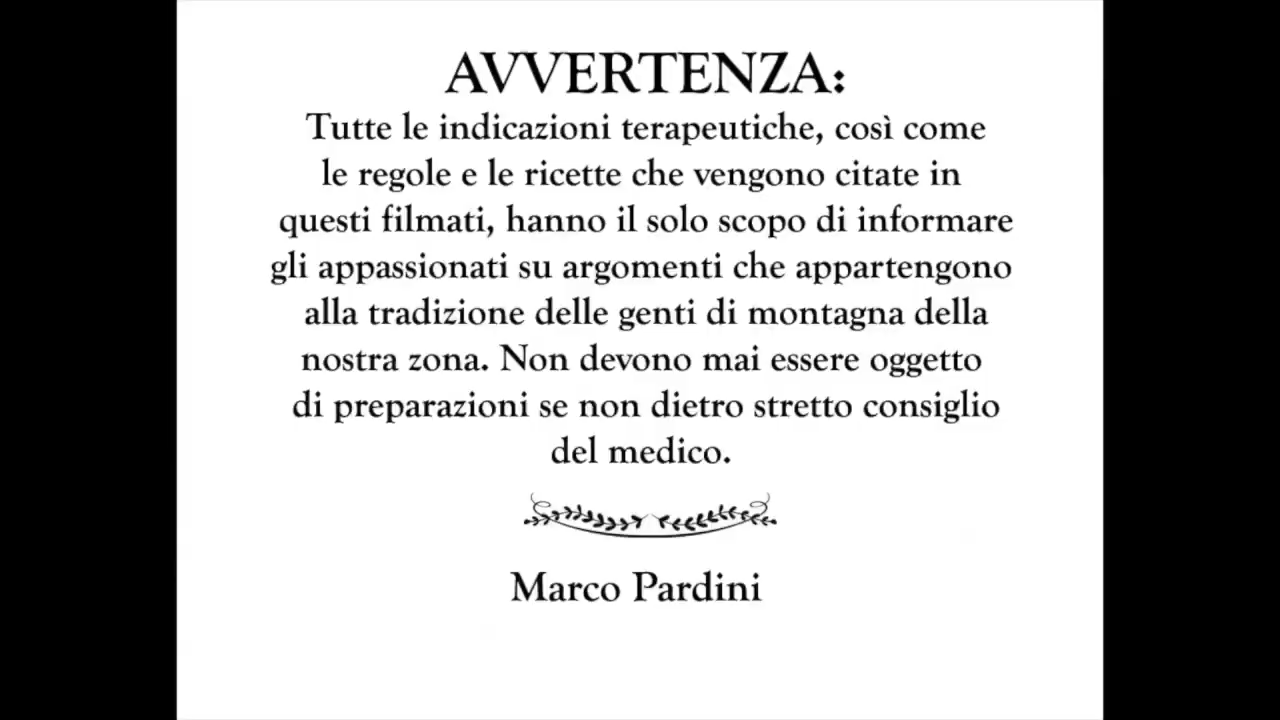 AVVERTENZA:
Tutte le indicazioni terapeutiche, così come
le regole e le ricette che vengono citate in
questi filmati, hanno il solo scopo di informare
gli appassionati su argomenti che appartengono
alla tradizione delle genti di montagna della
nostra zona. Non devono mai essere oggetto
di preparazioni se non dietro stretto consiglio
del medico.
Marco Pardini